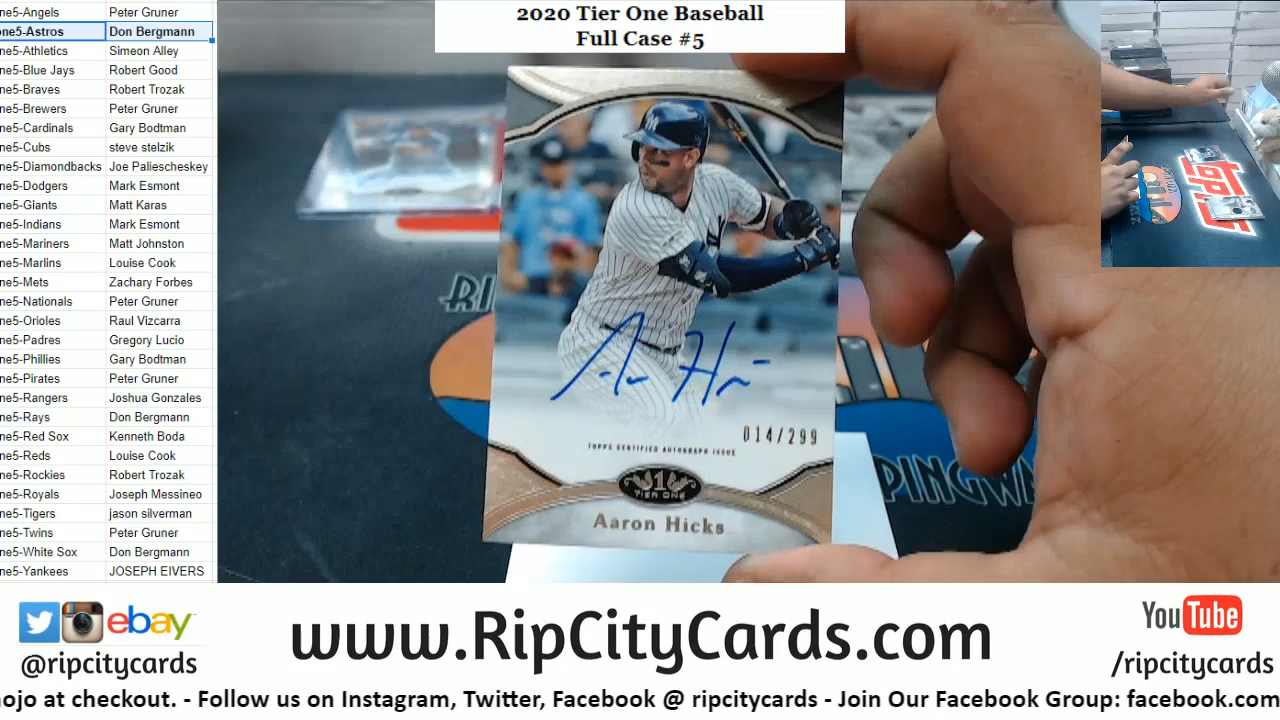 2020 Tier One Baseball
Full Case #5
ne5-Angels Peter Gruner
one5-Astros Don Bergmann
ne5-Athletics Simeon Alley
ne5-Blue Jays Robert Good
ne5-Braves Robert Trozak
ne5-Brewers Peter Gruner
ne5-Cardinals Gary Bodtman
ne5-Cubs steve stelzik
ne5-Diamondbacks Joe Paliescheskey
ne5-Dodgers Mark Esmont
ne5-Giants Matt Karas
ne5-Indians Mark Esmont
ne5-Mariners Matt Johnston
ne5-Marlins Louise Cook
ne5-Mets Zachary Forbes
ne5-Nationals Peter Gruner
ne5-Orioles Raul Vizcarra
ne5-Padres Gregory Lucio
ne5-Phillies Gary Bodtman
ne5-Pirates Peter Gruner
ne5-Rangers Joshua Gonzales
ne5-Rays Don Bergmann
ne5-Red Sox Kenneth Boda
ne5-Reds Louise Cook
ne5-Rockies Robert Trozak
ne5-Royals Joseph Messineo
ne5-Tigers jason silverman
ne5-Twins Peter Gruner
ne5-White Sox Don Bergmann
ne5-Yankees JOSEPH EIVERS
RI
014/299
TOPPS CERTIFIED AUTOGRAPH ISSUE
1
TIER ONE
Aaron Hicks
PINGWA
TOPPS
ebay
@ripcitycards
www.RipCityCards.com
YouTube
/ripcitycards
mojo at checkout. - Follow us on Instagram, Twitter, Facebook @ ripcitycards - Join Our Facebook Group: facebook.com